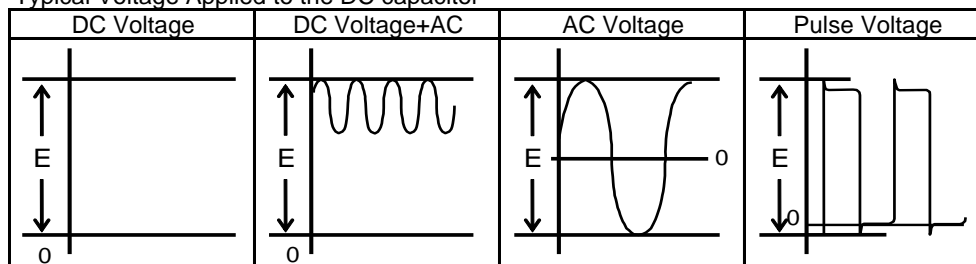 Typical Voltage Applied to the DC capacitor
DC Voltage DC Voltage+AC AC Voltage Pulse Voltage
E E E 0 E
0
0 0